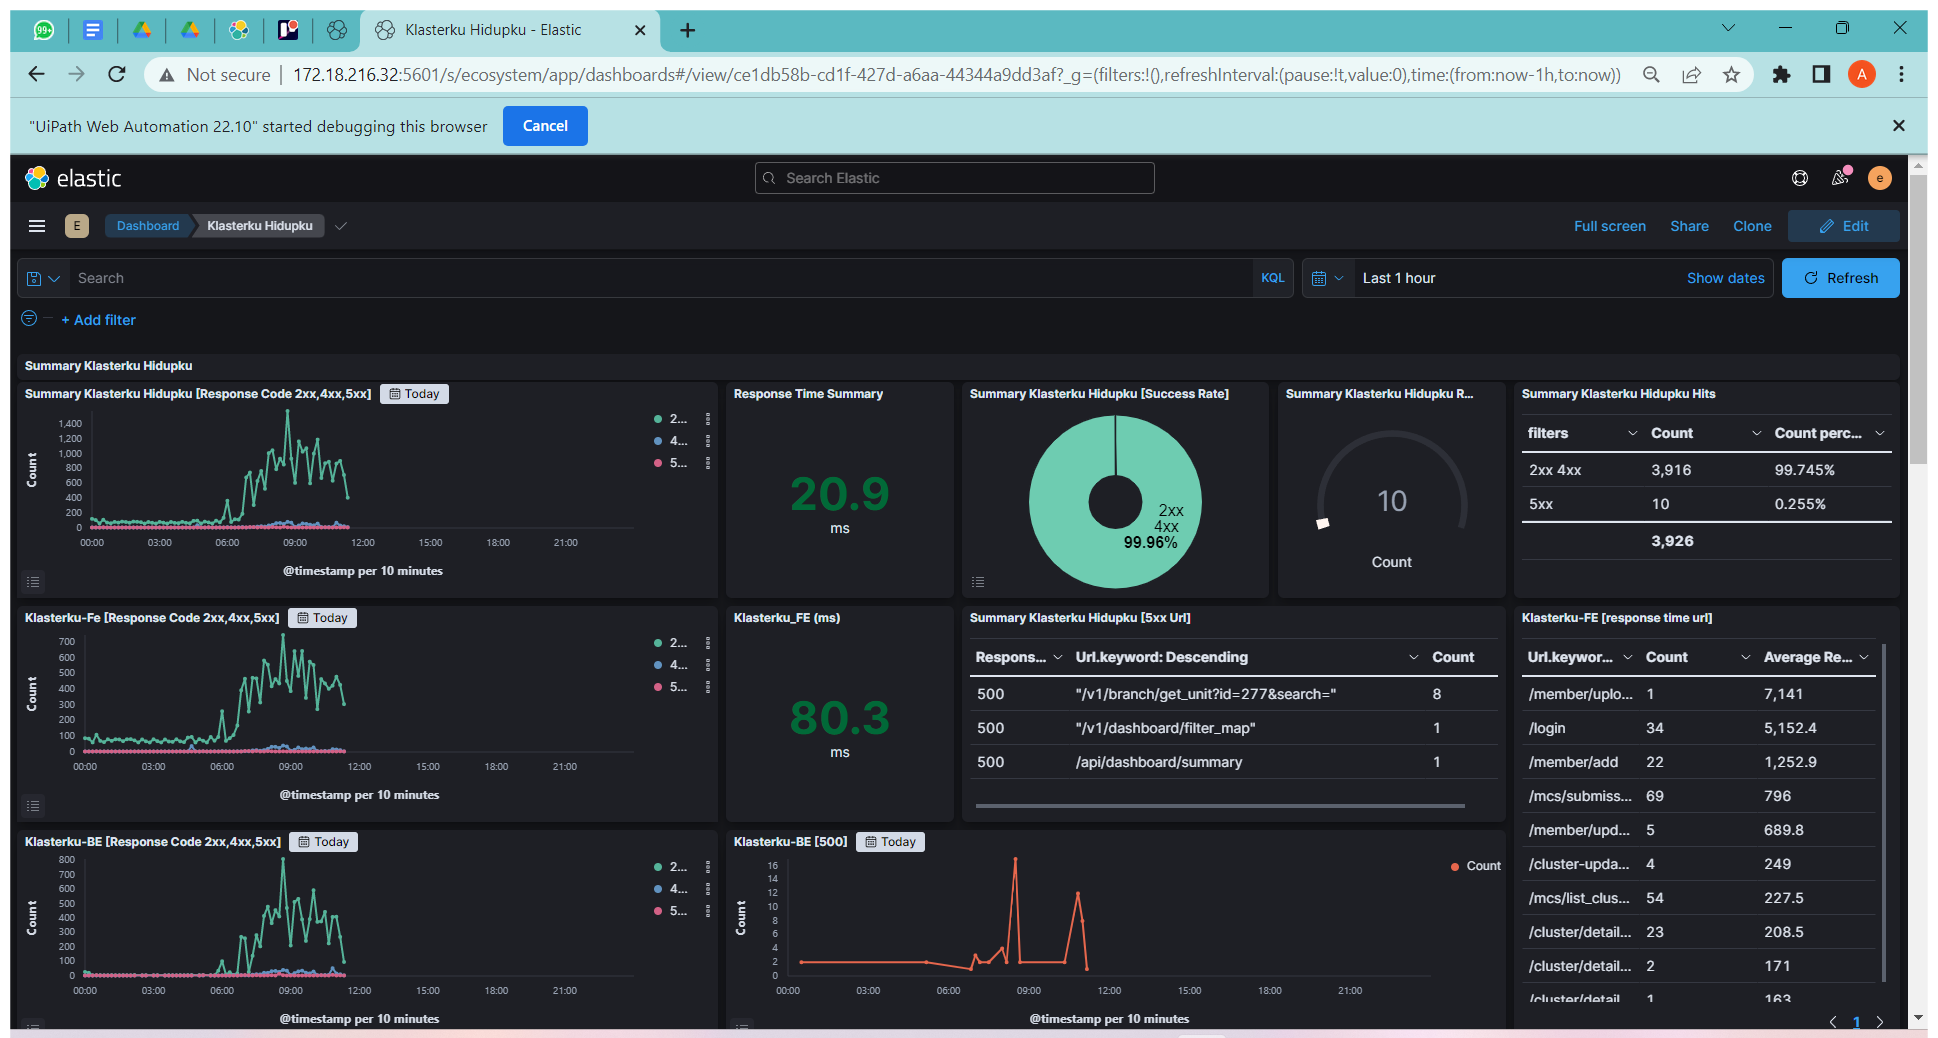 99+
Klasterku Hidupku - Elastic
Not secure | 172.18.216.32:5601/s/ecosystem/app/dashboards#/view/ce1db58b-cd1f-427d-a6aa-44344a9dd3af?_g=(filters:!(),refreshInterval:(pause:!t,value:0),time:(from:now-1h,to:now))
A
"UiPath Web Automation 22.10" started debugging this browser Cancel
elastic
Search Elastic
e
E Dashboard Klasterku Hidupku
Full screen Share Clone Edit
Search KQL
Last 1 hour Show dates Refresh
+ Add filter
Summary Klasterku Hidupku
Summary Klasterku Hidupku [Response Code 2xx,4xx,5xx] Today
Count
1,400
1,200
1,000
800
600
400
200
0
00:00 03:00 06:00 09:00 12:00 15:00 18:00 21:00
@timestamp per 10 minutes
2...
4...
5...
Response Time Summary
20.9
ms
Summary Klasterku Hidupku [Success Rate]
2xx
4xx
99.96%
Summary Klasterku Hidupku R...
10
Count
Summary Klasterku Hidupku Hits
filters Count Count perc...
2xx 4xx 3,916 99.745%
5xx 10 0.255%
3,926
Klasterku-Fe [Response Code 2xx,4xx,5xx] Today
Count
700
600
500
400
300
200
100
0
00:00 03:00 06:00 09:00 12:00 15:00 18:00 21:00
@timestamp per 10 minutes
2...
4...
5...
Klasterku_FE (ms)
80.3
ms
Summary Klasterku Hidupku [5xx Url]
Respons... Url.keyword: Descending Count
500 "/v1/branch/get_unit?id=277&search=" 8
500 "/v1/dashboard/filter_map" 1
500 /api/dashboard/summary 1
Klasterku-FE [response time url]
Url.keywor... Count Average Re...
/member/uplo... 1 7,141
/login 34 5,152.4
/member/add 22 1,252.9
/mcs/submiss... 69 796
/member/upd... 5 689.8
/cluster-upda... 4 249
/mcs/list_clus... 54 227.5
/cluster/detail... 23 208.5
/cluster/detail... 2 171
/cluster/detail 1 163
1
Klasterku-BE [Response Code 2xx,4xx,5xx] Today
Count
800
700
600
500
400
300
200
100
0
00:00 03:00 06:00 09:00 12:00 15:00 18:00 21:00
@timestamp per 10 minutes
2...
4...
5...
Klasterku-BE [500] Today
Count
16
14
12
10
8
6
4
2
0
00:00 03:00 06:00 09:00 12:00 15:00 18:00 21:00
@timestamp per 10 minutes
Count